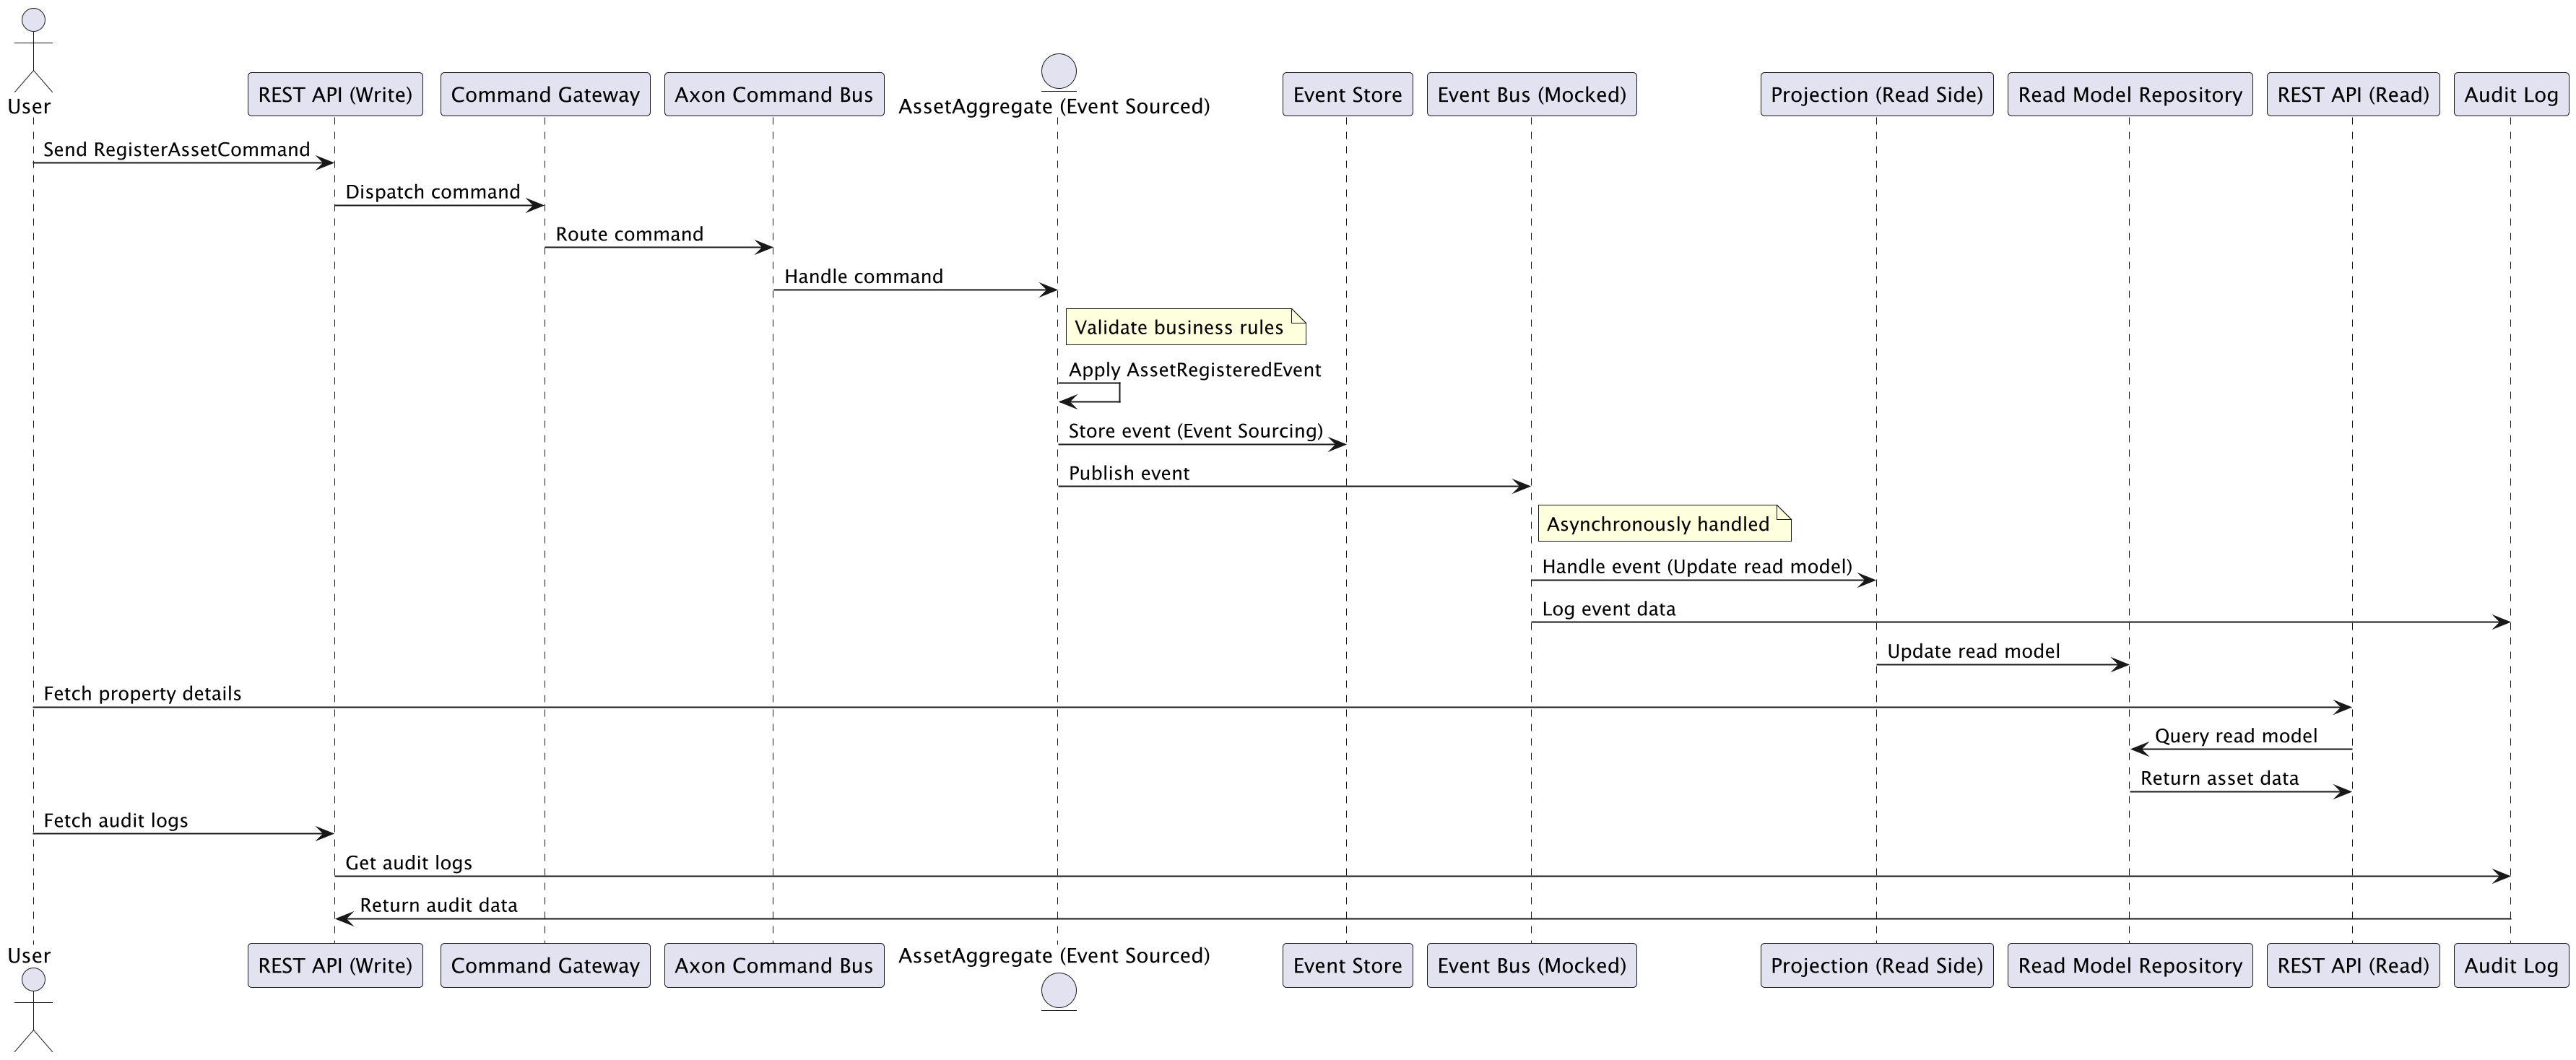 User
REST API (Write)
Command Gateway
Axon Command Bus
AssetAggregate (Event Sourced)
Event Store
Event Bus (Mocked)
Projection (Read Side)
Read Model Repository
REST API (Read)
Audit Log
Send RegisterAssetCommand
Dispatch command
Route command
Handle command
Validate business rules
Apply AssetRegisteredEvent
Store event (Event Sourcing)
Publish event
Asynchronously handled
Handle event (Update read model)
Log event data
Update read model
Fetch property details
Query read model
Return asset data
Fetch audit logs
Get audit logs
Return audit data
User
REST API (Write)
Command Gateway
Axon Command Bus
AssetAggregate (Event Sourced)
Event Store
Event Bus (Mocked)
Projection (Read Side)
Read Model Repository
REST API (Read)
Audit Log